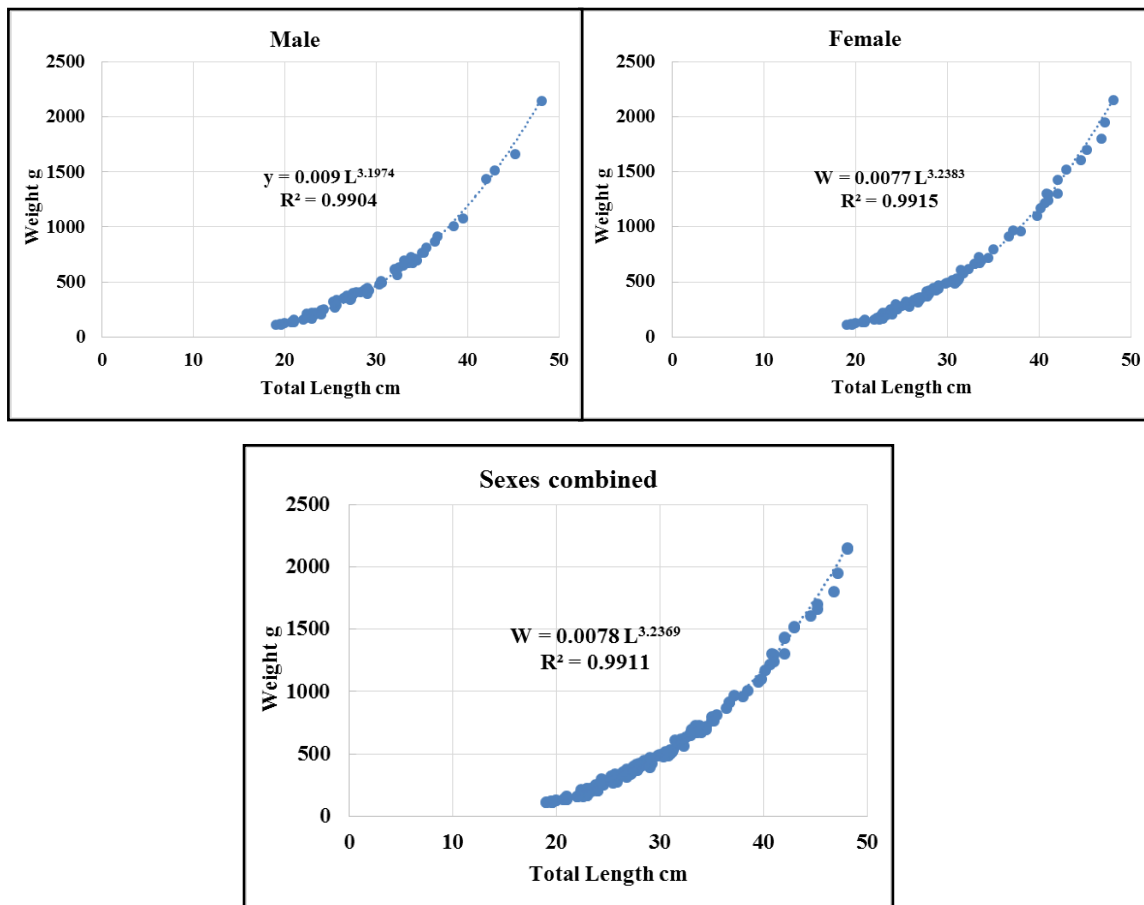 Male
2500
2000
1500
1000
500
0
Weight g
y = 0.009 L^3.1974
R² = 0.9904
0 10 20 30 40 50
Total Length cm
Female
2500
2000
1500
1000
500
0
Weight g
W = 0.0077 L^3.2383
R² = 0.9915
0 10 20 30 40 50
Total Length cm
Sexes combined
2500
2000
1500
1000
500
0
Weight g
W = 0.0078 L^3.2369
R² = 0.9911
0 10 20 30 40 50
Total Length cm